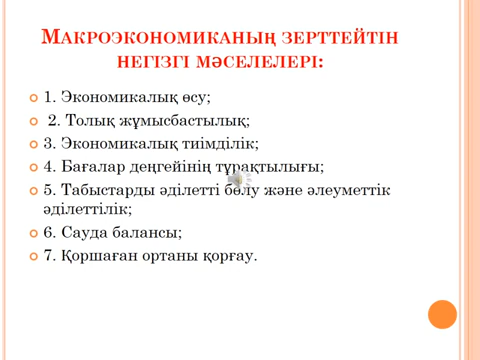 МАКРОЭКОНОМИКАНЫҢ ЗЕРТТЕЙТІН
НЕГІЗГІ МӘСЕЛЕЛЕРІ:
1. Экономикалық өсу;
2. Толық жұмысбастылық;
3. Экономикалық тиімділік;
4. Бағалар деңгейінің тұрақтылығы;
5. Табыстарды әділетті бөлу және әлеуметтік
әділеттілік;
6. Сауда балансы;
7. Қоршаған ортаны қорғау.